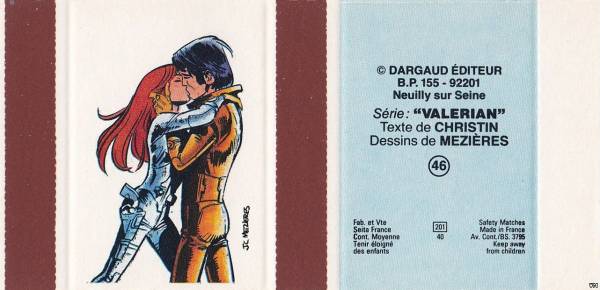 J.C. MEZIERES
© DARGAUD ÉDITEUR
B.P. 155 - 92201
Neuilly sur Seine
Série: “VALERIAN”
Texte de CHRISTIN
Dessins de MEZIÈRES
46
Fab. et Vte
Seita France
Cont. Moyenne
Tenir éloigné
des enfants
201
40
Safety Matches
Made in France
Av. Cont./BS. 3795
Keep away
from children